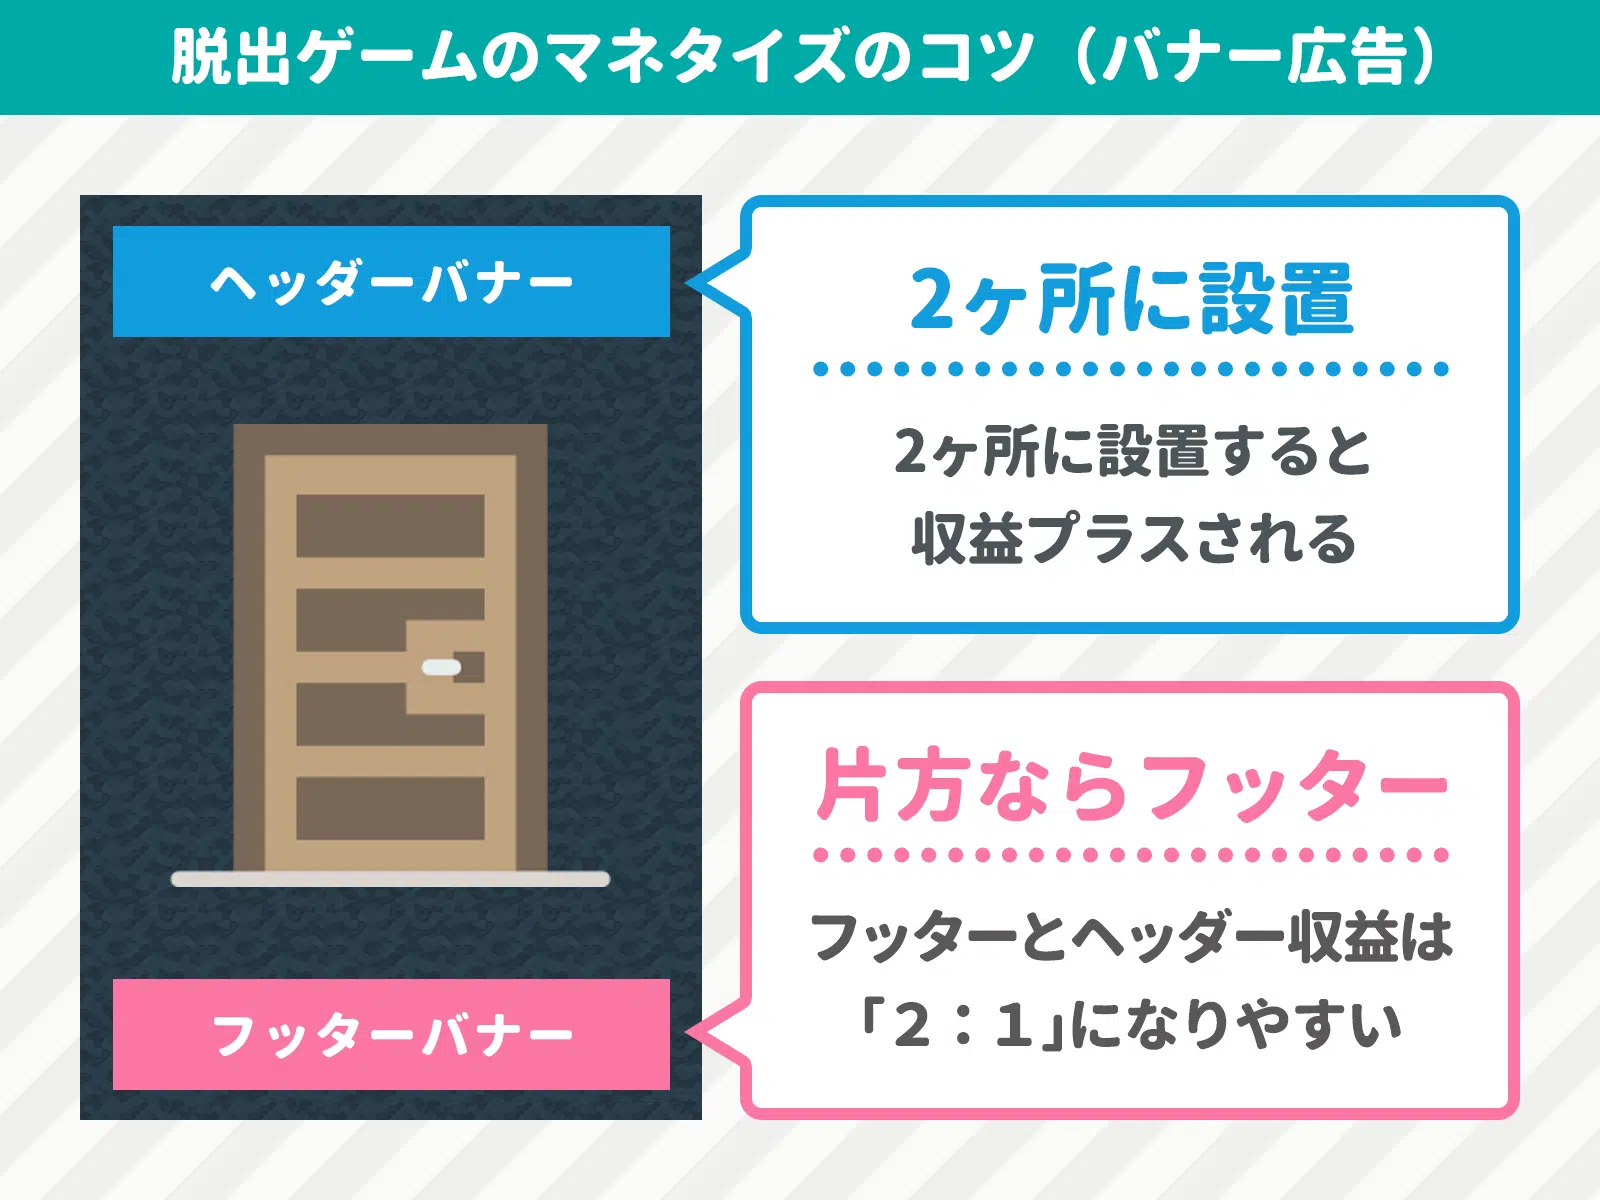 脱出ゲームのマネタイズのコツ（バナー広告）
ヘッダーバナー
2ヶ所に設置
2ヶ所に設置すると
収益プラスされる
片方ならフッター
フッターとヘッダー収益は
「２：１」になりやすい
フッターバナー